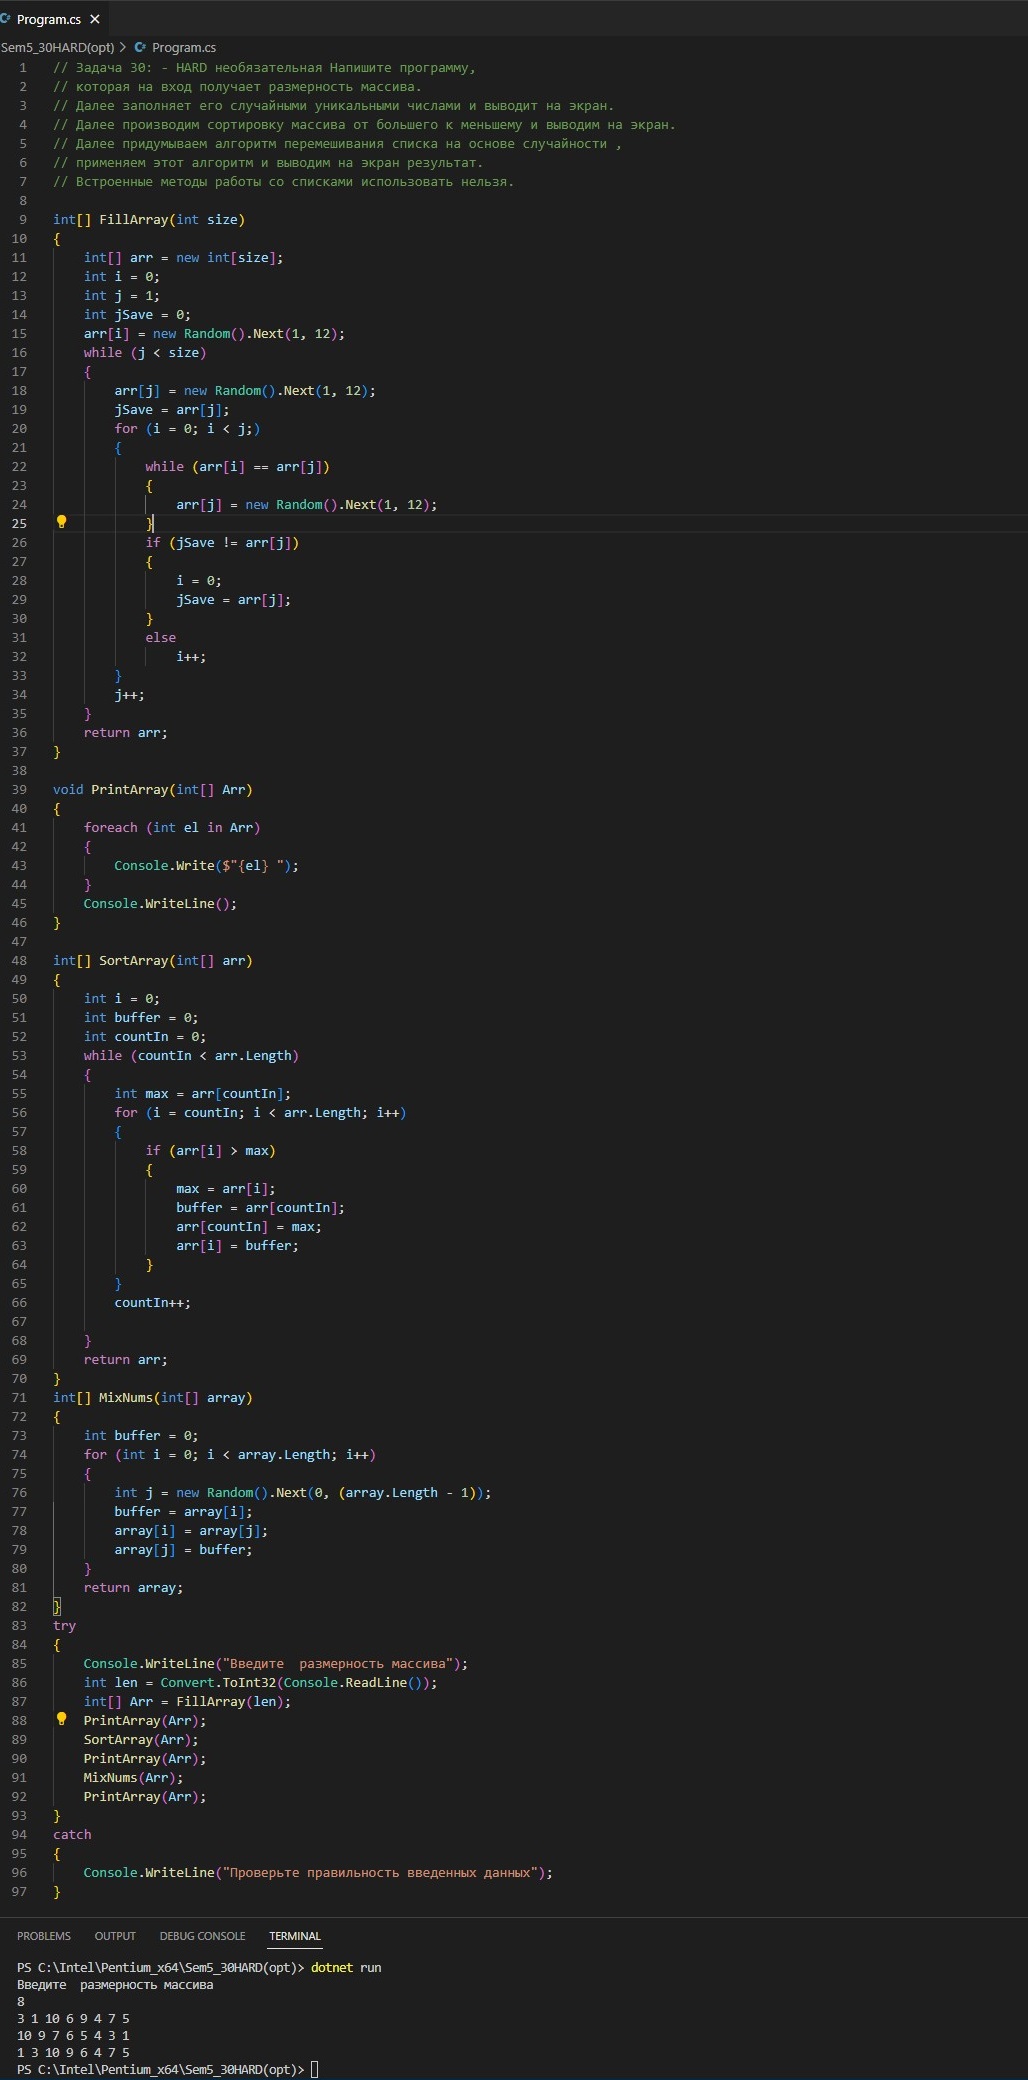 Program.cs
Sem5_30HARD(opt) > Program.cs
1 // Задача 30: - HARD необязательная Напишите программу,
2 // которая на вход получает размерность массива.
3 // Далее заполняет его случайными уникальными числами и выводит на экран.
4 // Далее производим сортировку массива от большего к меньшему и выводим на экран.
5 // Далее придумываем алгоритм перемешивания списка на основе случайности ,
6 // применяем этот алгоритм и выводим на экран результат.
7 // Встроенные методы работы со списками использовать нельзя.
8
9 int[] FillArray(int size)
10 {
11     int[] arr = new int[size];
12     int i = 0;
13     int j = 1;
14     int jSave = 0;
15     arr[i] = new Random().Next(1, 12);
16     while (j < size)
17     {
18         arr[j] = new Random().Next(1, 12);
19         jSave = arr[j];
20         for (i = 0; i < j;)
21         {
22             while (arr[i] == arr[j])
23             {
24                 arr[j] = new Random().Next(1, 12);
25             }
26             if (jSave != arr[j])
27             {
28                 i = 0;
29                 jSave = arr[j];
30             }
31             else
32                 i++;
33         }
34         j++;
35     }
36     return arr;
37 }
38
39 void PrintArray(int[] Arr)
40 {
41     foreach (int el in Arr)
42     {
43         Console.Write($"{el} ");
44     }
45     Console.WriteLine();
46 }
47
48 int[] SortArray(int[] arr)
49 {
50     int i = 0;
51     int buffer = 0;
52     int countIn = 0;
53     while (countIn < arr.Length)
54     {
55         int max = arr[countIn];
56         for (i = countIn; i < arr.Length; i++)
57         {
58             if (arr[i] > max)
59             {
60                 max = arr[i];
61                 buffer = arr[countIn];
62                 arr[countIn] = max;
63                 arr[i] = buffer;
64             }
65         }
66         countIn++;
67
68     }
69     return arr;
70 }
71 int[] MixNums(int[] array)
72 {
73     int buffer = 0;
74     for (int i = 0; i < array.Length; i++)
75     {
76         int j = new Random().Next(0, (array.Length - 1));
77         buffer = array[i];
78         array[i] = array[j];
79         array[j] = buffer;
80     }
81     return array;
82 }
83 try
84 {
85     Console.WriteLine("Введите  размерность массива");
86     int len = Convert.ToInt32(Console.ReadLine());
87     int[] Arr = FillArray(len);
88     PrintArray(Arr);
89     SortArray(Arr);
90     PrintArray(Arr);
91     MixNums(Arr);
92     PrintArray(Arr);
93 }
94 catch
95 {
96     Console.WriteLine("Проверьте правильность введенных данных");
97 }
PROBLEMS OUTPUT DEBUG CONSOLE TERMINAL
PS C:\Intel\Pentium_x64\Sem5_30HARD(opt)> dotnet run
Введите  размерность массива
8
3 1 10 6 9 4 7 5
10 9 7 6 5 4 3 1
1 3 10 9 6 4 7 5
PS C:\Intel\Pentium_x64\Sem5_30HARD(opt)>